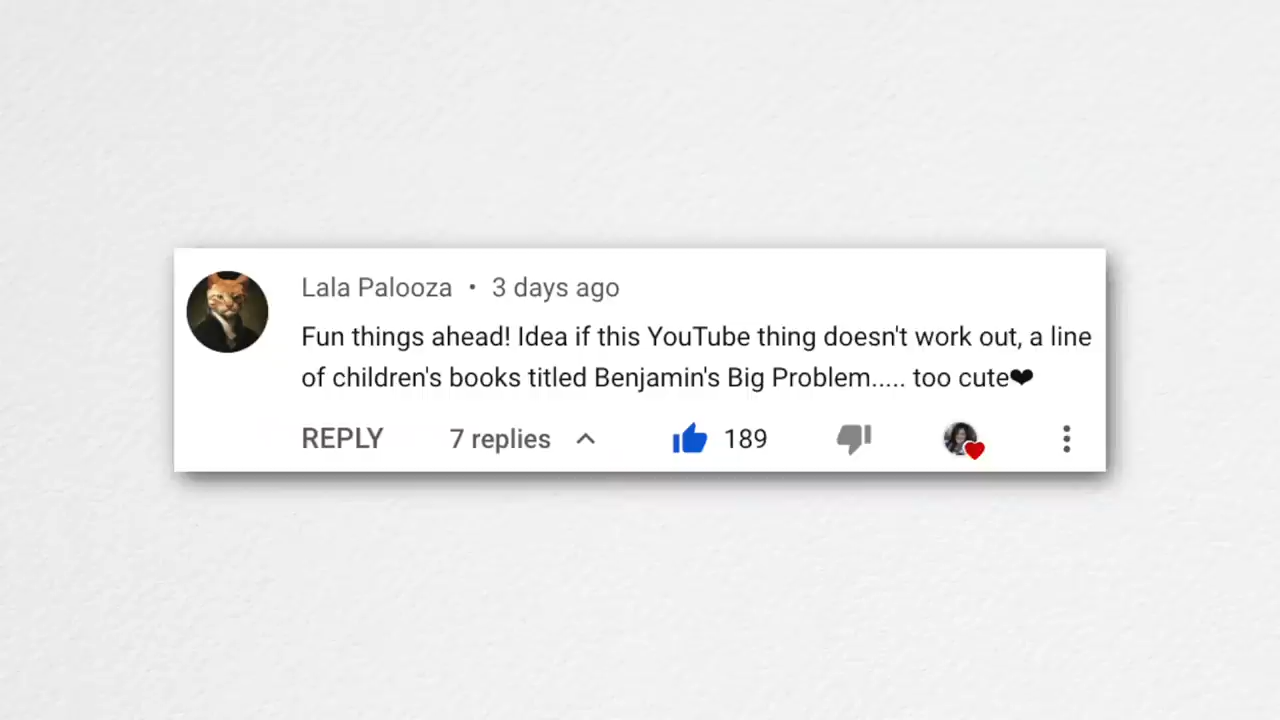 Lala Palooza • 3 days ago
Fun things ahead! Idea if this YouTube thing doesn't work out, a line
of children's books titled Benjamin's Big Problem..... too cute❤
REPLY 7 replies 189